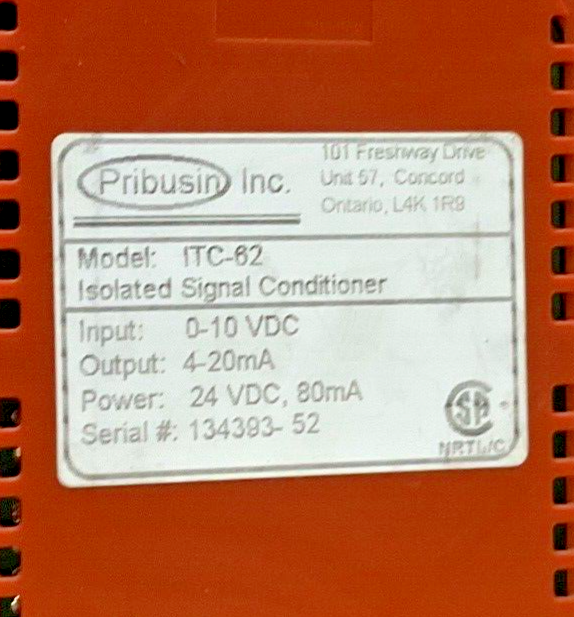 Pribusin Inc.
101 Freshway Drive
Unit 57, Concord
Ontario, L4K 1R9
Model: ITC-62
Isolated Signal Conditioner
Input: 0-10 VDC
Output: 4-20mA
Power: 24 VDC, 80mA
Serial #: 134393- 52
NRTL/C